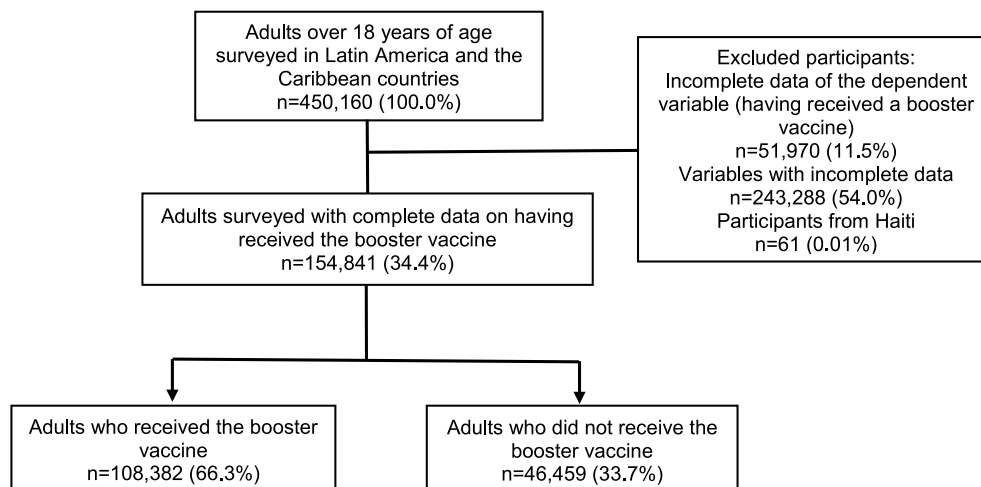 Adults over 18 years of age
surveyed in Latin America and the
Caribbean countries
n=450,160 (100.0%)
Excluded participants:
Incomplete data of the dependent
variable (having received a booster
vaccine)
n=51,970 (11.5%)
Variables with incomplete data
n=243,288 (54.0%)
Participants from Haiti
n=61 (0.01%)
Adults surveyed with complete data on having
received the booster vaccine
n=154,841 (34.4%)
Adults who received the booster
vaccine
n=108,382 (66.3%)
Adults who did not receive the
booster vaccine
n=46,459 (33.7%)